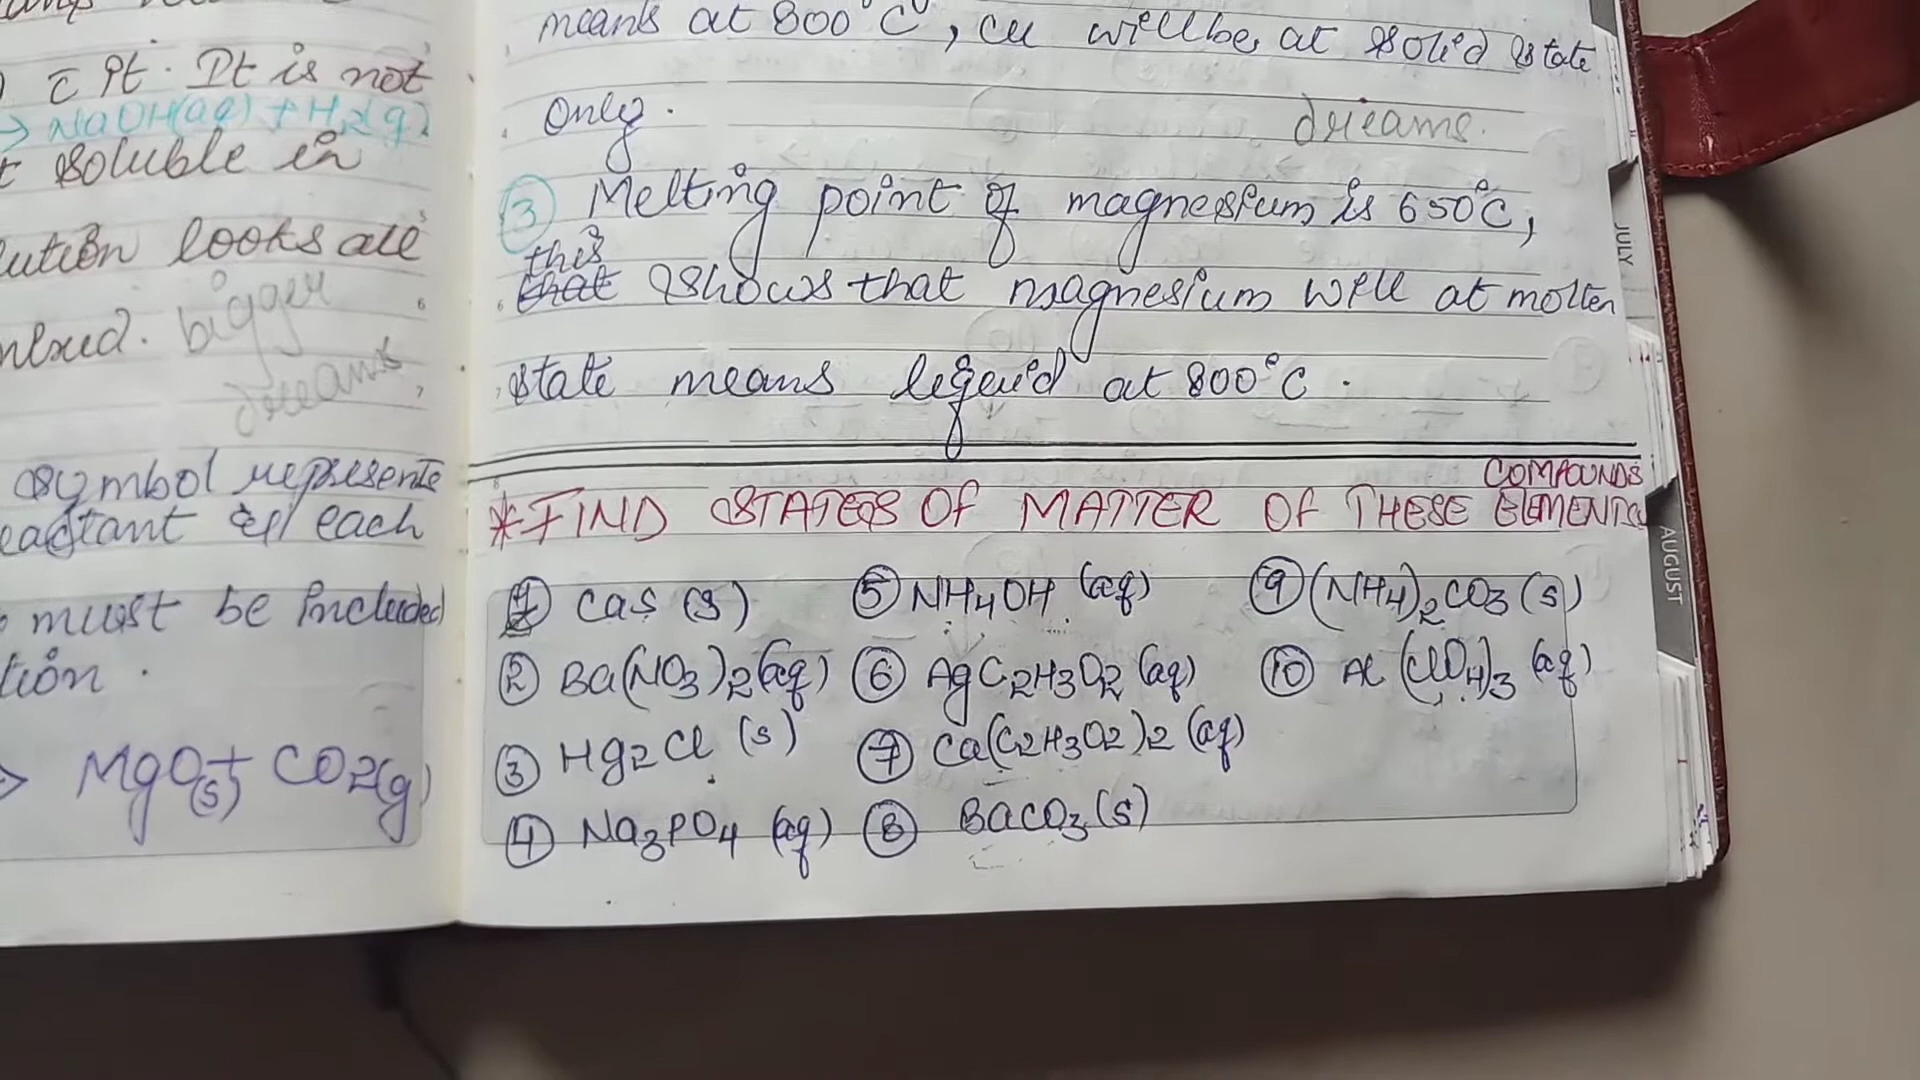 c Pt. It is not
→ NaOH(aq) + H2(g)
t soluble in
lution looks all
bigger
dreams
symbol represents
eactant of each
must be included
tion.
→ MgO(s) + CO2(g)
means at 800°C, cu will be at solid state
only.
dreams.
③ Melting point of magnesium is 650°C,
this
that shows that magnesium will at molten
state means liquid at 800°C.
COMPOUNDS
*FIND STATES OF MATTER OF THESE ELEMENTS
① CaS (s) ⑤ NH4OH (aq) ⑨ (NH4)2CO3 (s)
② Ba(NO3)2 (aq) ⑥ AgC2H3O2 (aq) ⑩ Al(ClO4)3 (aq)
③ Hg2Cl (s) ⑦ Ca(C2H3O2)2 (aq)
④ Na3PO4 (aq) ⑧ BaCO3 (s)
JULY
AUGUST